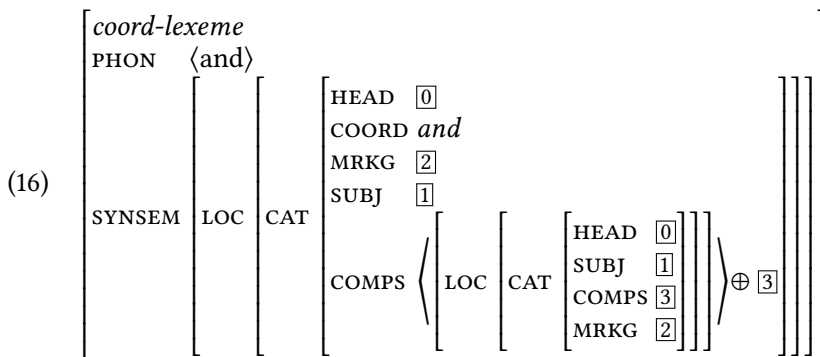 coord-lexeme
PHON ⟨and⟩
HEAD 0
COORD and
MRKG 2
(16)
SUBJ 1
SYNSEM LOC CAT
HEAD 0
SUBJ 1
COMPS ⟨ LOC CAT COMPS 3 ⟩ ⊕ 3
MRKG 2